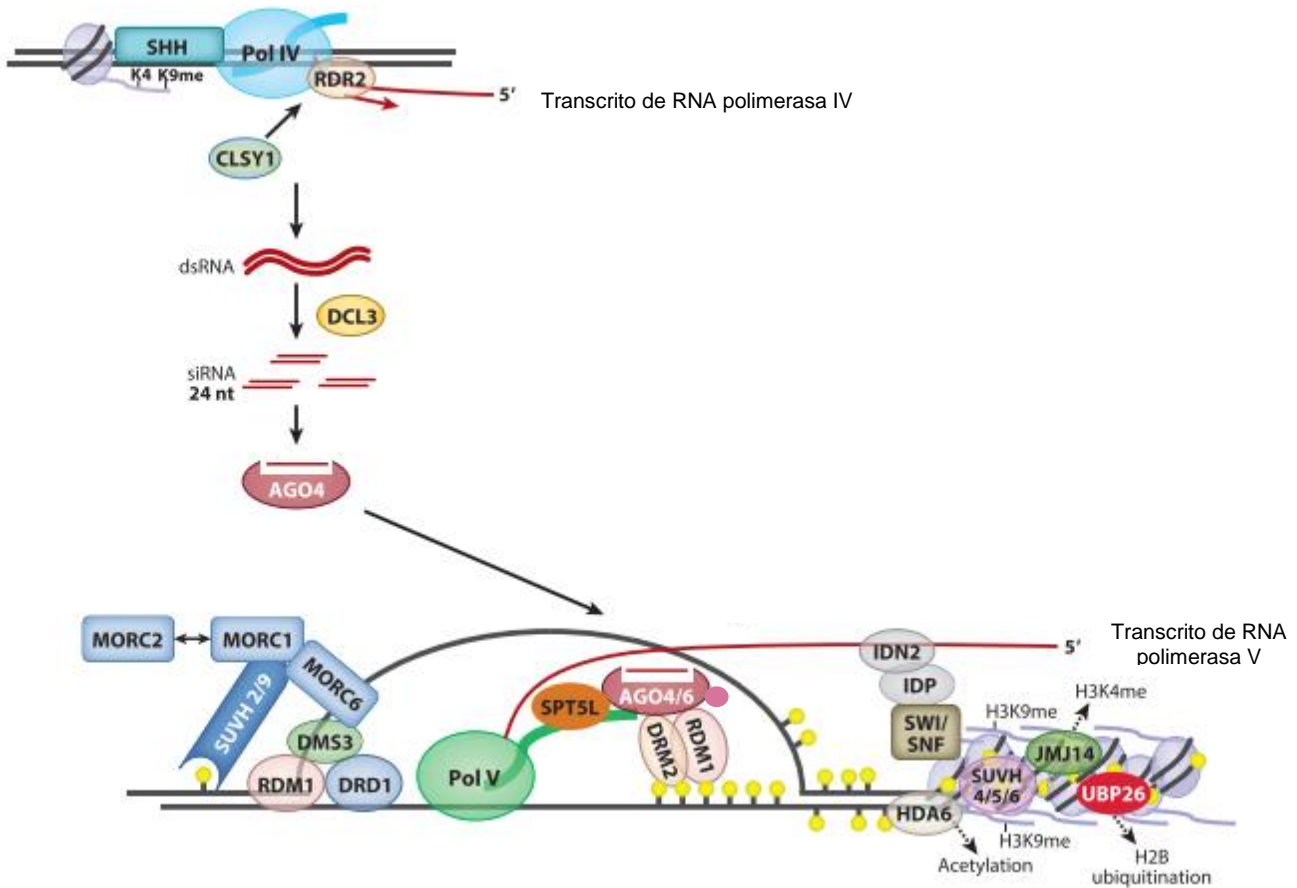 SHH
Pol IV
K4 K9me
RDR2
5'
Transcrito de RNA polimerasa IV
CLSY1
dsRNA
DCL3
siRNA
24 nt
AGO4
MORC2
MORC1
MORC6
SUVH 2/9
DMS3
RDM1
DRD1
Pol V
SPT5L
AGO4/6
DRM2
RDM1
IDN2
IDP
SWI/
SNF
5'
Transcrito de RNA
polimerasa V
H3K4me
H3K9me
JMJ14
SUVH
4/5/6
UBP26
HDA6
H3K9me
Acetylation
H2B
ubiquitination